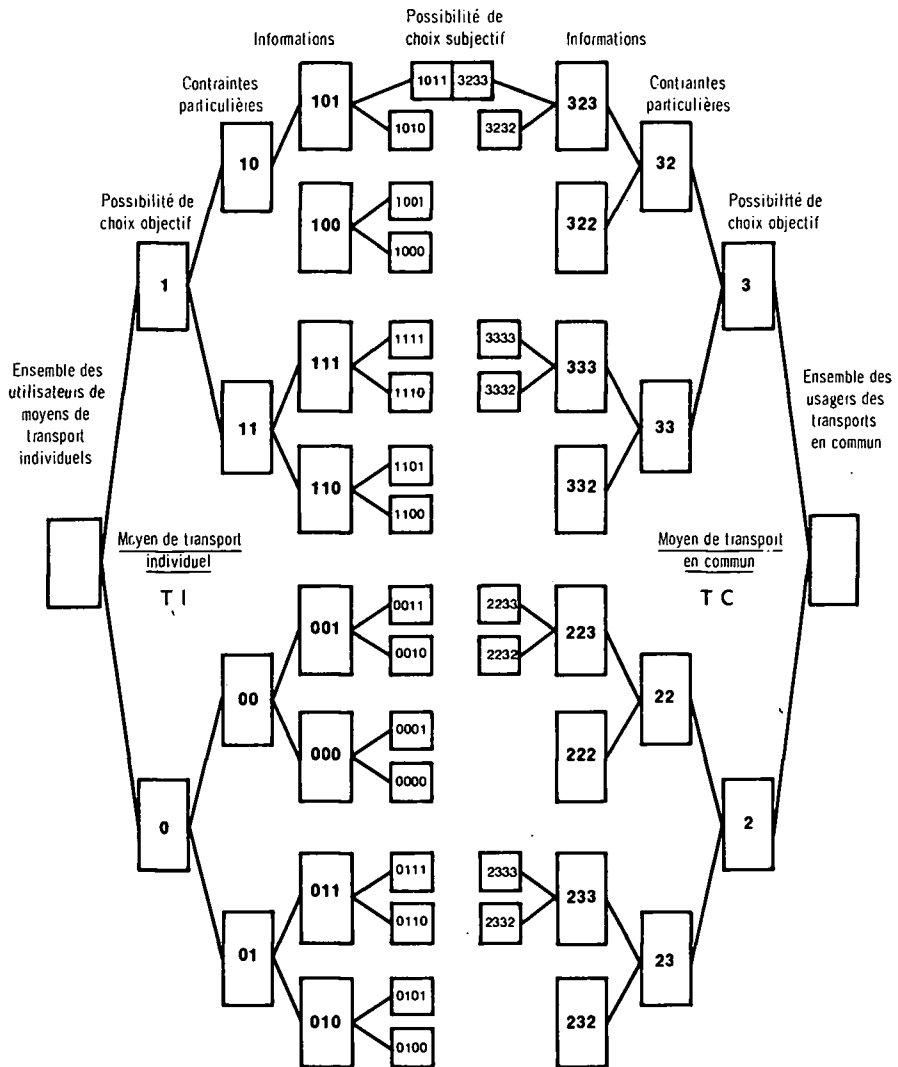 Possibilité de
choix subjectif
Informations
Informations
1011 3233
Contraintes
particulières
101
323
Contraintes
particulières
1010
3232
10
32
Possibilité de
choix objectif
1001
100
1000
322
Possibilité de
choix objectif
1
3
1111
3333
111
333
1110
3332
Ensemble des
utilisateurs de
moyens de
transport
individuels
Ensemble des
usagers des
transports
en commun
11
33
1101
110
1100
332
Moyen de transport
individuel
T I
Moyen de transport
en commun
T C
0011
2233
001
223
0010
2232
00
22
0001
000
0000
222
0
2
0111
2333
011
233
0110
2332
01
23
0101
010
0100
232